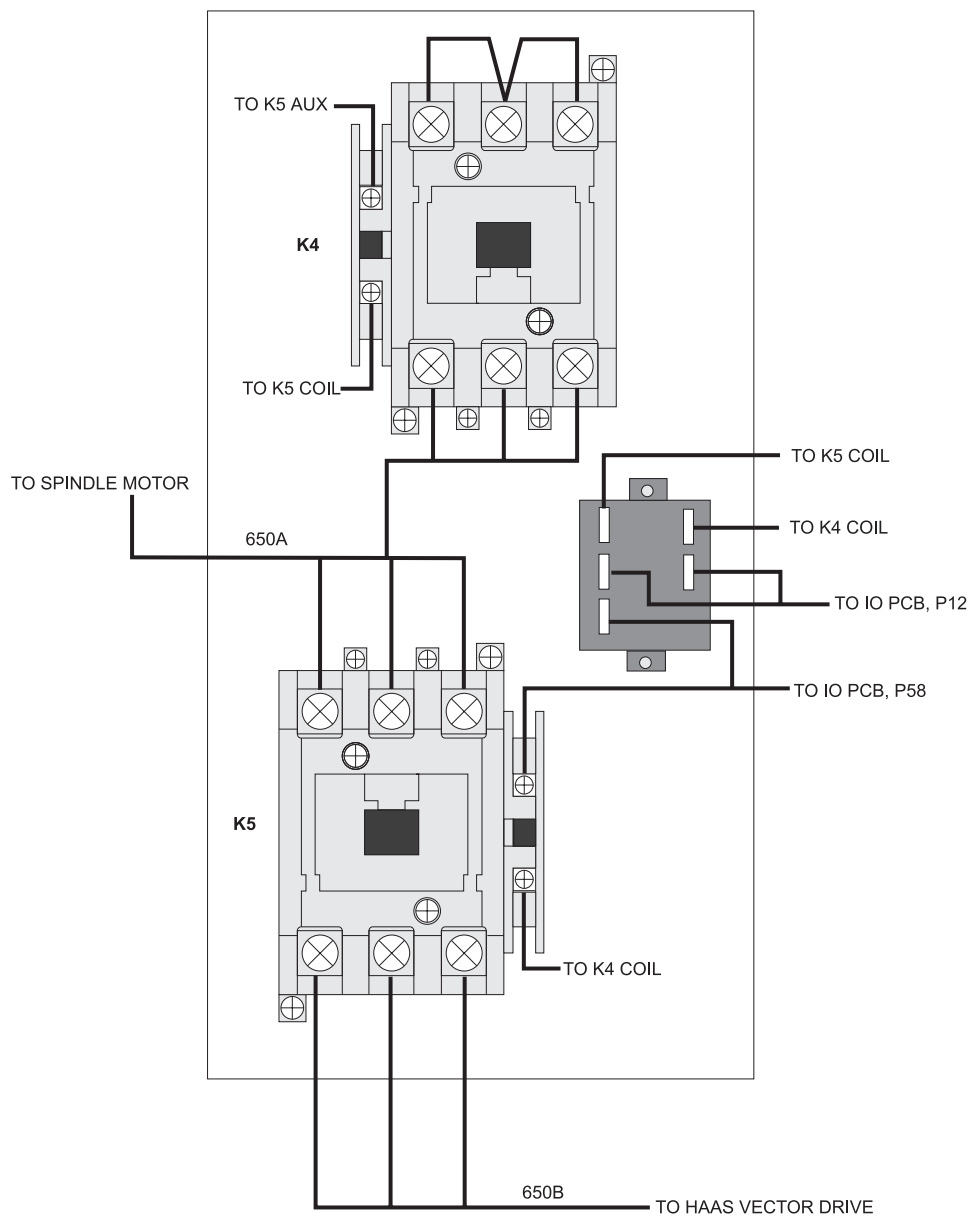 TO K5 AUX
K4
TO K5 COIL
TO K5 COIL
TO SPINDLE MOTOR
TO K4 COIL
650A
TO IO PCB, P12
TO IO PCB, P58
K5
TO K4 COIL
650B
TO HAAS VECTOR DRIVE